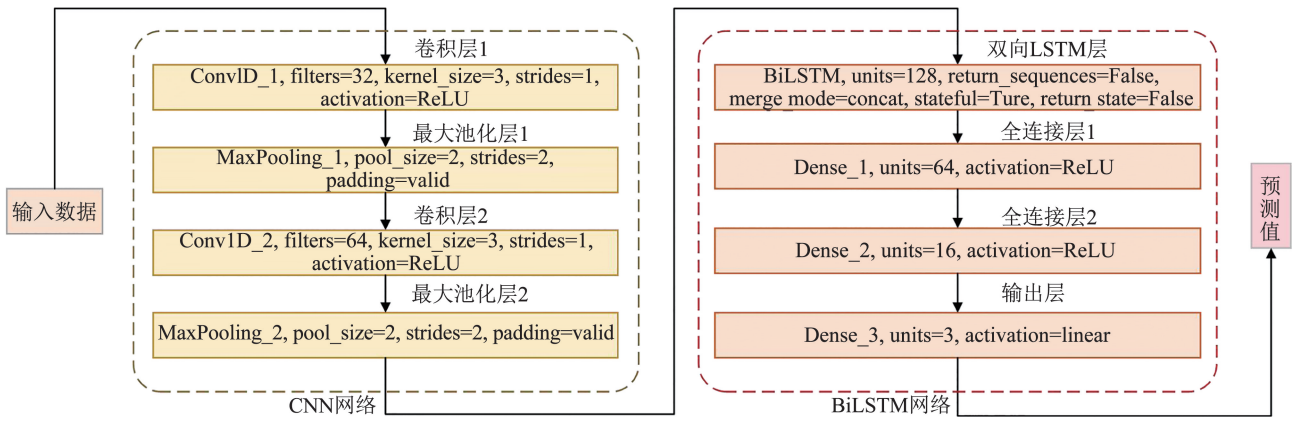 输入数据
卷积层1
ConvlD_1, filters=32, kernel_size=3, strides=1,
activation=ReLU
最大池化层1
MaxPooling_1, pool_size=2, strides=2,
padding=valid
卷积层2
Conv1D_2, filters=64, kernel_size=3, strides=1,
activation=ReLU
最大池化层2
MaxPooling_2, pool_size=2, strides=2, padding=valid
CNN网络
双向LSTM层
BiLSTM, units=128, return_sequences=False,
merge_mode=concat, stateful=Ture, return_state=False
全连接层1
Dense_1, units=64, activation=ReLU
全连接层2
Dense_2, units=16, activation=ReLU
输出层
Dense_3, units=3, activation=linear
BiLSTM网络
预
测
值